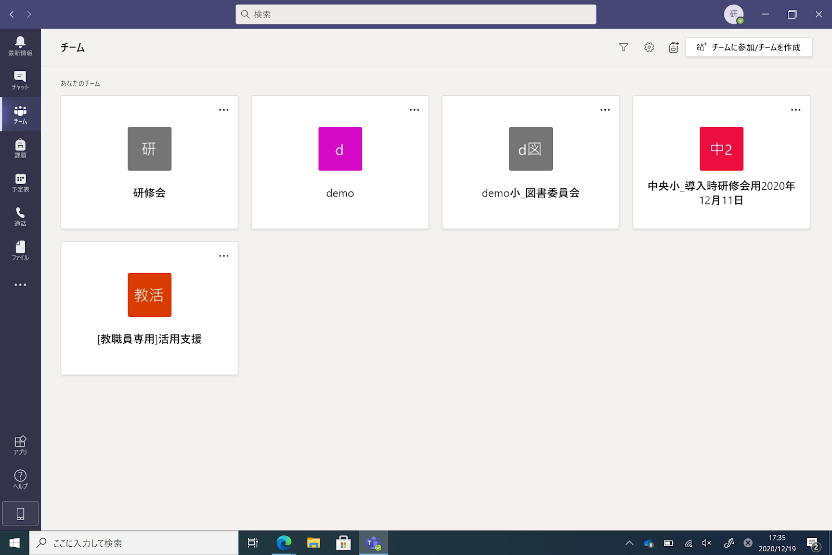 検索
研
最新情報
チャット
チーム
課題
予定表
通話
ファイル
アプリ
ヘルプ
チーム
チームに参加/チームを作成
あなたのチーム
研
研修会
d
demo
d図
demo小_図書委員会
中2
中央小_導入時研修会用2020年
12月11日
教活
[教職員専用]活用支援
ここに入力して検索
17:35
2020/12/19
2